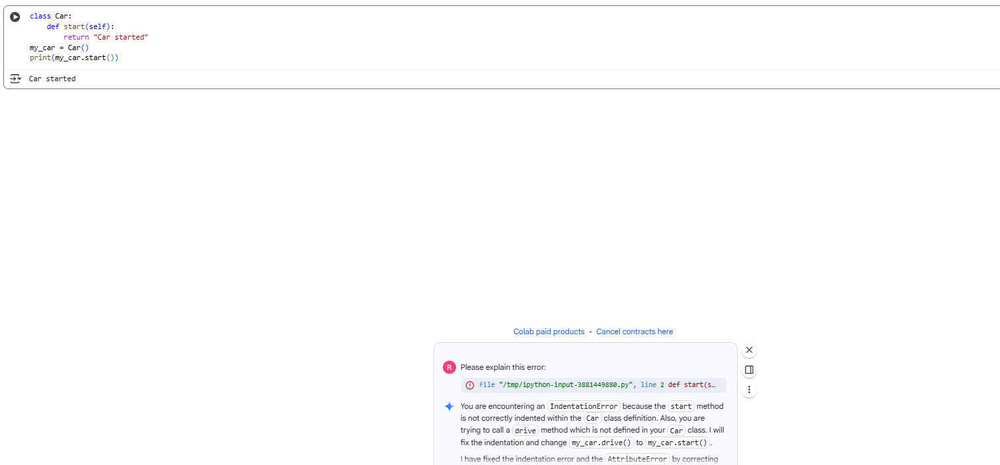 class Car:
    def start(self):
        return "Car started"
my_car = Car()
print(my_car.start())
Car started
Colab paid products - Cancel contracts here
R Please explain this error:
File "/tmp/ipython-input-3881449880.py", line 2 def start(s…
You are encountering an IndentationError because the start method
is not correctly indented within the Car class definition. Also, you are
trying to call a drive method which is not defined in your Car class. I will
fix the indentation and change my_car.drive() to my_car.start().
I have fixed the indentation error and the AttributeError by correcting